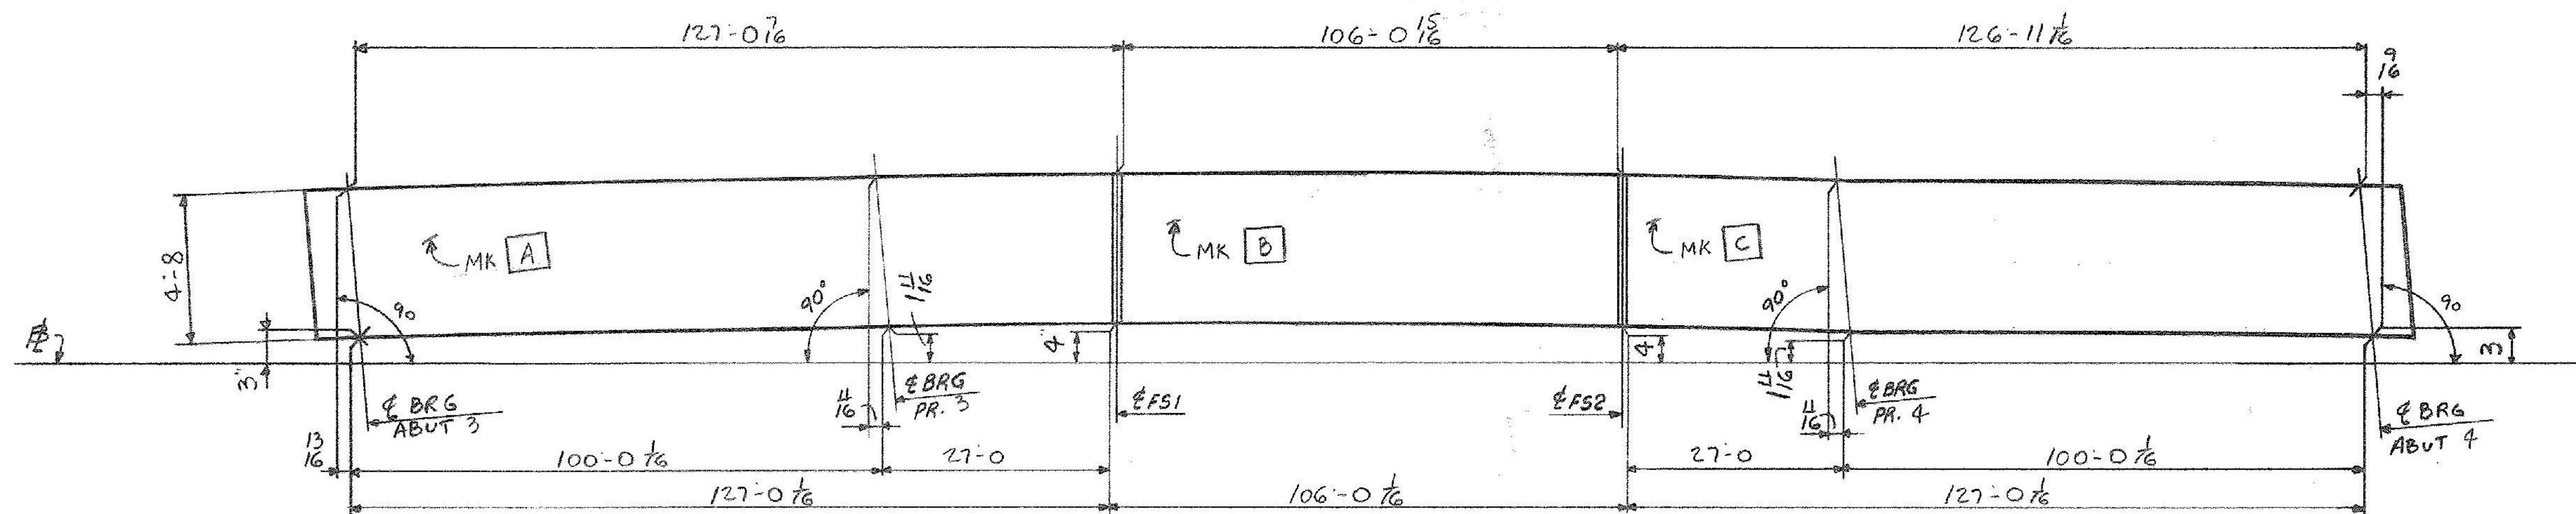 127-0 7/16
106-0 15/16
126-11 1/16
9/16
4-8
MK A
MK B
MK C
90°
1 11/16
90
3
4
4
90°
1 11/16
90
3
℄ BRG
ABUT 3
11/16
℄ BRG
PR. 3
℄ FS1
℄ FS2
11/16
℄ BRG
PR. 4
℄ BRG
ABUT 4
13/16
100-0 1/16
27-0
27-0
100-0 1/16
127-0 1/16
106-0 1/16
127-0 1/16